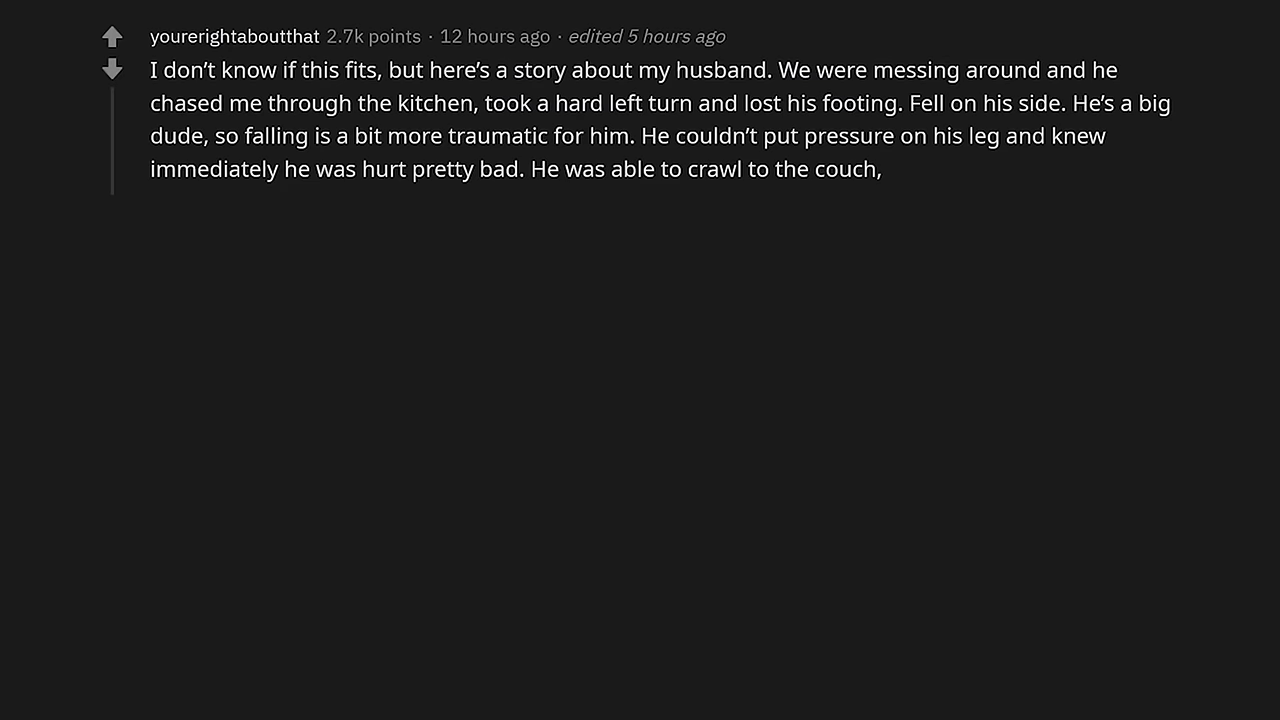 yourerightaboutthat 2.7k points · 12 hours ago · edited 5 hours ago
I don’t know if this fits, but here’s a story about my husband. We were messing around and he
chased me through the kitchen, took a hard left turn and lost his footing. Fell on his side. He’s a big
dude, so falling is a bit more traumatic for him. He couldn’t put pressure on his leg and knew
immediately he was hurt pretty bad. He was able to crawl to the couch,